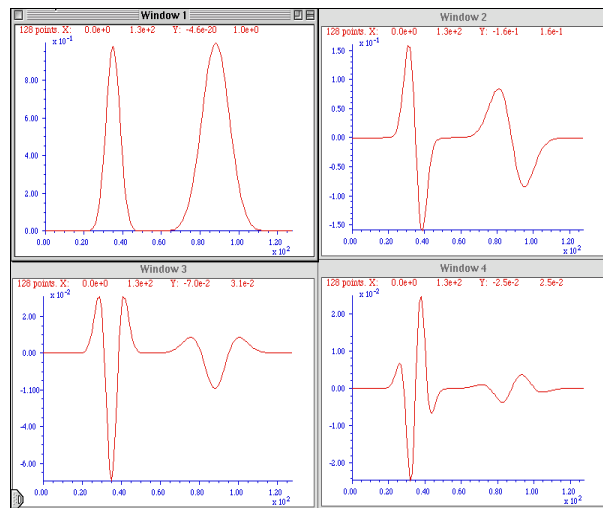 Window 1
128 points. X: 0.0e+0 1.3e+2 Y: -4.6e-20 1.0e+0
x 10^-1
8.00
6.00
4.00
2.00
0.00
0.00 0.20 0.40 0.60 0.80 1.00 1.20
x 10^2
Window 2
128 points. X: 0.0e+0 1.3e+2 Y: -1.6e-1 1.6e-1
x 10^-1
1.50
1.00
0.50
0.00
-0.50
-1.00
-1.50
0.00 0.20 0.40 0.60 0.80 1.00 1.20
x 10^2
Window 3
128 points. X: 0.0e+0 1.3e+2 Y: -7.0e-2 3.1e-2
x 10^-2
0.00
-1.100
-6.00
0.00 0.20 0.40 0.60 0.80 1.00 1.20
x 10^2
Window 4
128 points. X: 0.0e+0 1.3e+2 Y: -2.5e-2 2.5e-2
x 10^-2
2.00
1.00
0.00
-1.00
-2.00
0.00 0.20 0.40 0.60 0.80 1.00 1.20
x 10^2